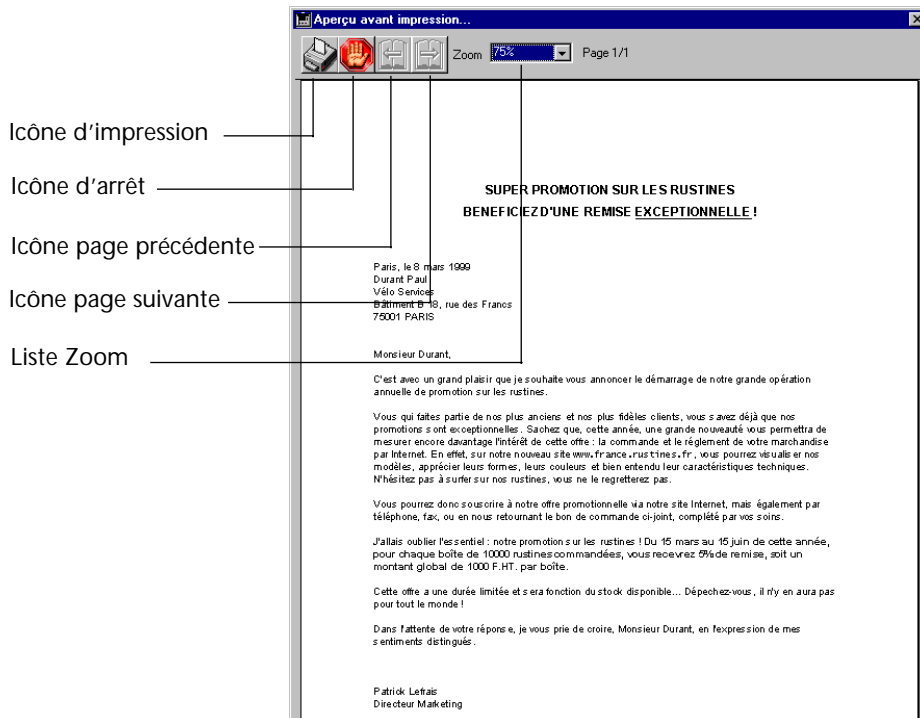 Aperçu avant impression...
Zoom 75% Page 1/1
Icône d'impression
Icône d'arrêt
Icône page précédente
Icône page suivante
Liste Zoom
SUPER PROMOTION SUR LES RUSTINES
BENEFICIEZ D'UNE REMISE EXCEPTIONNELLE !
Paris, le 8 mars 1999
Durant Paul
Vélo Services
Bâtiment B 18, rue des Francs
75001 PARIS
Monsieur Durant,
C'est avec un grand plaisir que je souhaite vous annoncer le démarrage de notre grande opération
annuelle de promotion sur les rustines.
Vous qui faites partie de nos plus anciens et nos plus fidèles clients, vous savez déjà que nos
promotions sont exceptionnelles. Sachez que, cette année, une grande nouveauté vous permettra de
mesurer encore davantage l'intérêt de cette offre : la commande et le réglement de votre marchandise
par Internet. En effet, sur notre nouveau site www.france.rustines.fr, vous pourrez visualiser nos
modèles, apprécier leurs formes, leurs couleurs et bien entendu leur caractéristiques techniques.
N'hésitez pas à surfer sur nos rustines, vous ne le regretterez pas.
Vous pourrez donc souscrire à notre offre promotionnelle via notre site Internet, mais également par
téléphone, fax, ou en nous retournant le bon de commande ci-joint, complété par vos soins.
J'allais oublier l'essentiel : notre promotion sur les rustines ! Du 15 mars au 15 juin de cette année,
pour chaque boîte de 10000 rustines commandées, vous recevrez 5% de remise, soit un
montant global de 1000 F.HT. par boîte.
Cette offre a une durée limitée et sera fonction du stock disponible... Dépechez-vous, il n'y en aura pas
pour tout le monde !
Dans l'attente de votre réponse, je vous prie de croire, Monsieur Durant, en l'expression de mes
sentiments distingués.
Patrick Lefrais
Directeur Marketing